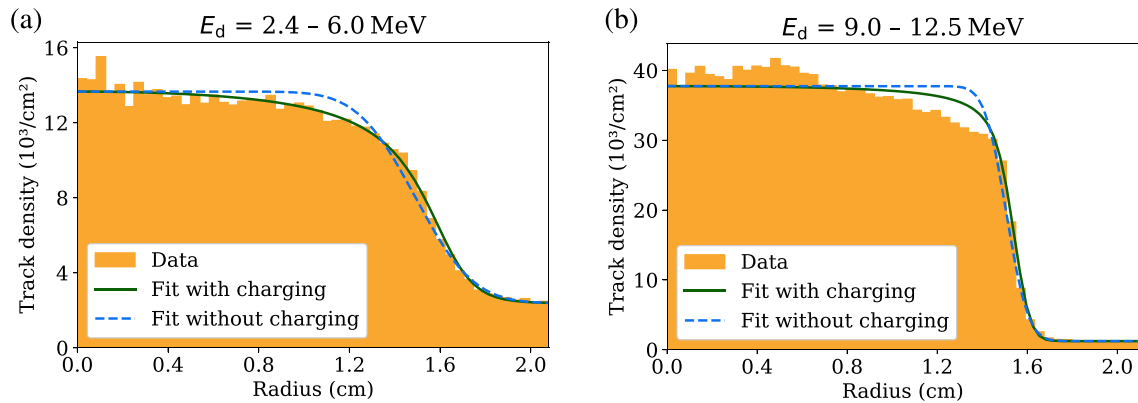 (a)
E_d = 2.4 – 6.0 MeV
Track density (10³/cm²)
16
12
8
4
0
Data
Fit with charging
Fit without charging
0.0 0.4 0.8 1.2 1.6 2.0
Radius (cm)
(b)
E_d = 9.0 – 12.5 MeV
Track density (10³/cm²)
40
30
20
10
0
Data
Fit with charging
Fit without charging
0.0 0.4 0.8 1.2 1.6 2.0
Radius (cm)